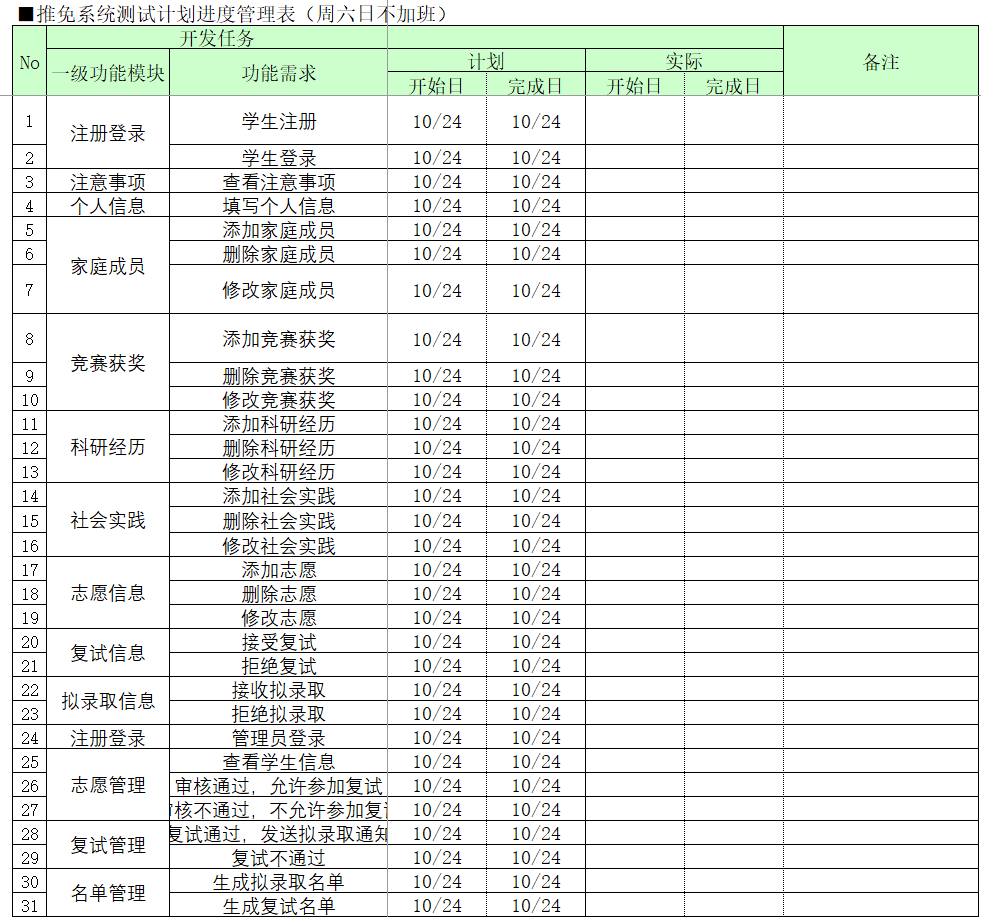 ■推免系统测试计划进度管理表（周六日不加班）
No 开发任务 备注
计划 实际
一级功能模块 功能需求
开始日 完成日 开始日 完成日
1 注册登录 学生注册 10/24 10/24
2 学生登录 10/24 10/24
3 注意事项 查看注意事项 10/24 10/24
4 个人信息 填写个人信息 10/24 10/24
5 家庭成员 添加家庭成员 10/24 10/24
6 删除家庭成员 10/24 10/24
7 修改家庭成员 10/24 10/24
8 竞赛获奖 添加竞赛获奖 10/24 10/24
9 删除竞赛获奖 10/24 10/24
10 修改竞赛获奖 10/24 10/24
11 科研经历 添加科研经历 10/24 10/24
12 删除科研经历 10/24 10/24
13 修改科研经历 10/24 10/24
14 社会实践 添加社会实践 10/24 10/24
15 删除社会实践 10/24 10/24
16 修改社会实践 10/24 10/24
17 志愿信息 添加志愿 10/24 10/24
18 删除志愿 10/24 10/24
19 修改志愿 10/24 10/24
20 复试信息 接受复试 10/24 10/24
21 拒绝复试 10/24 10/24
22 拟录取信息 接收拟录取 10/24 10/24
23 拒绝拟录取 10/24 10/24
24 注册登录 管理员登录 10/24 10/24
25 志愿管理 查看学生信息 10/24 10/24
26 审核通过，允许参加复试 10/24 10/24
27 审核不通过，不允许参加复试 10/24 10/24
28 复试管理 复试通过，发送拟录取通知 10/24 10/24
29 复试不通过 10/24 10/24
30 名单管理 生成拟录取名单 10/24 10/24
31 生成复试名单 10/24 10/24